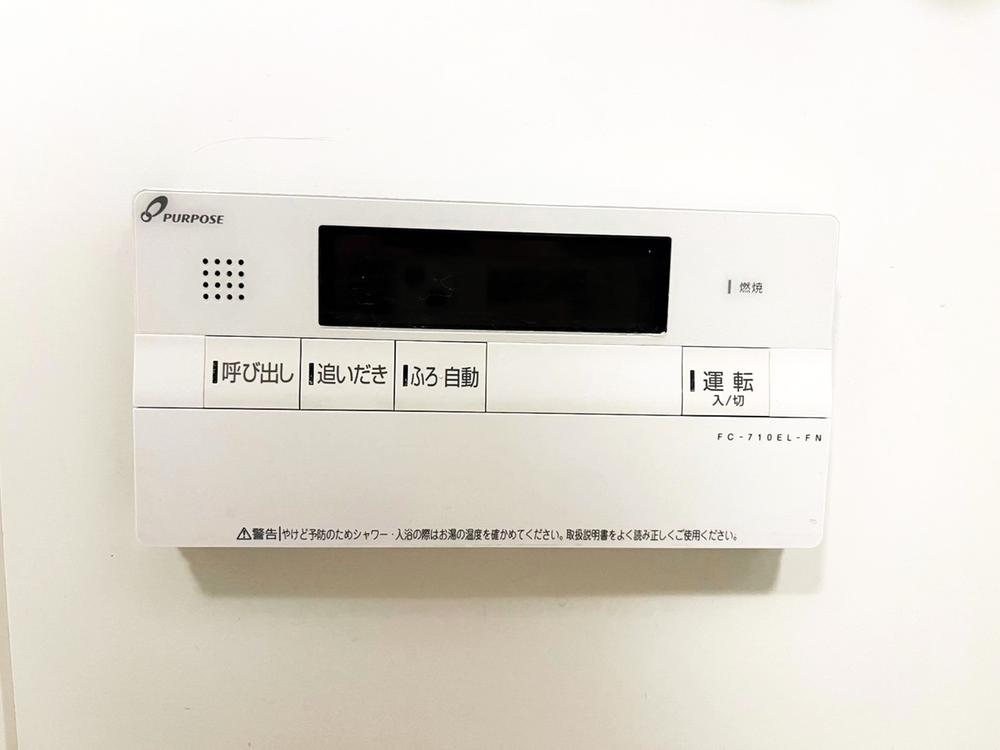 PURPOSE
燃焼
呼び出し
追いだき
ふろ 自動
運転
入/切
FC-710EL-FN
⚠警告|やけど予防のためシャワー・入浴の際はお湯の温度を確かめてください。取扱説明書をよく読み正しくご使用ください。